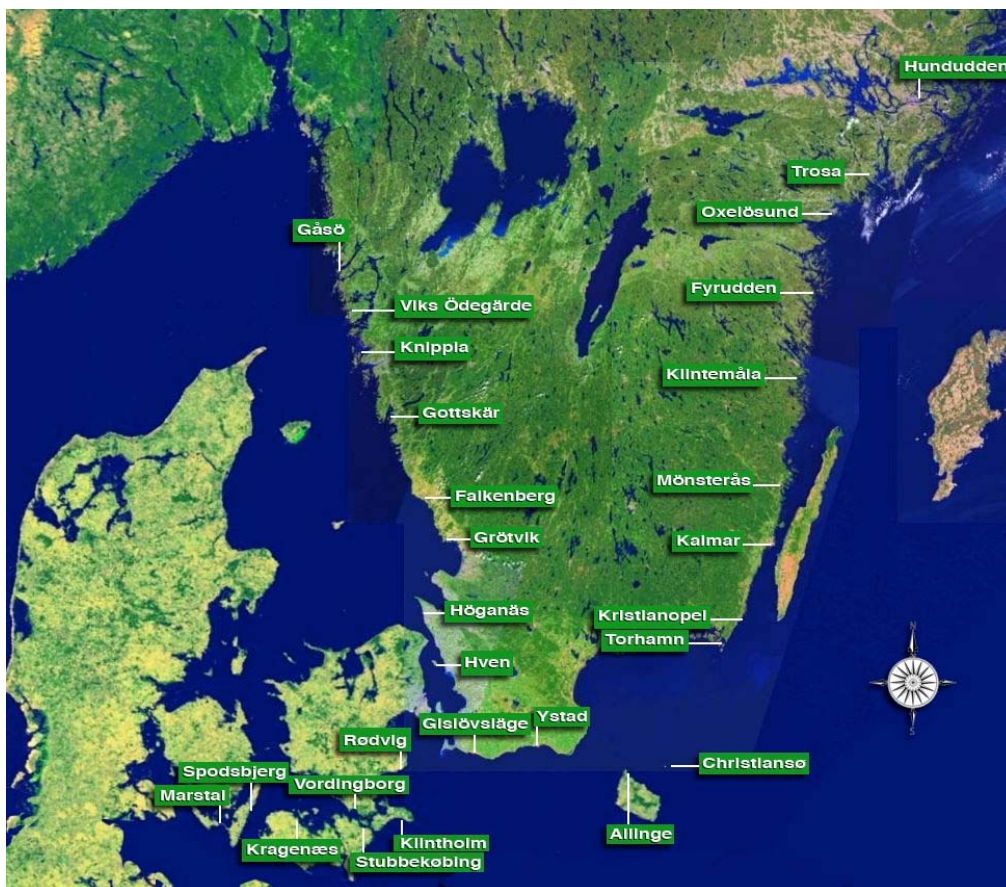 Hundudden
Trosa
Oxelösund
Gåsö
Fyrudden
Viks Ödegärde
Knippla
Klintemåla
Gottskär
Mönsterås
Falkenberg
Grötvik
Kalmar
Höganäs
Kristianopel
Torhamn
Hven
Gislövsläge
Ystad
Rødvig
Christiansø
Spodsbjerg
Vordingborg
Marstal
Allinge
Klintholm
Kragenæs
Stubbekøbing